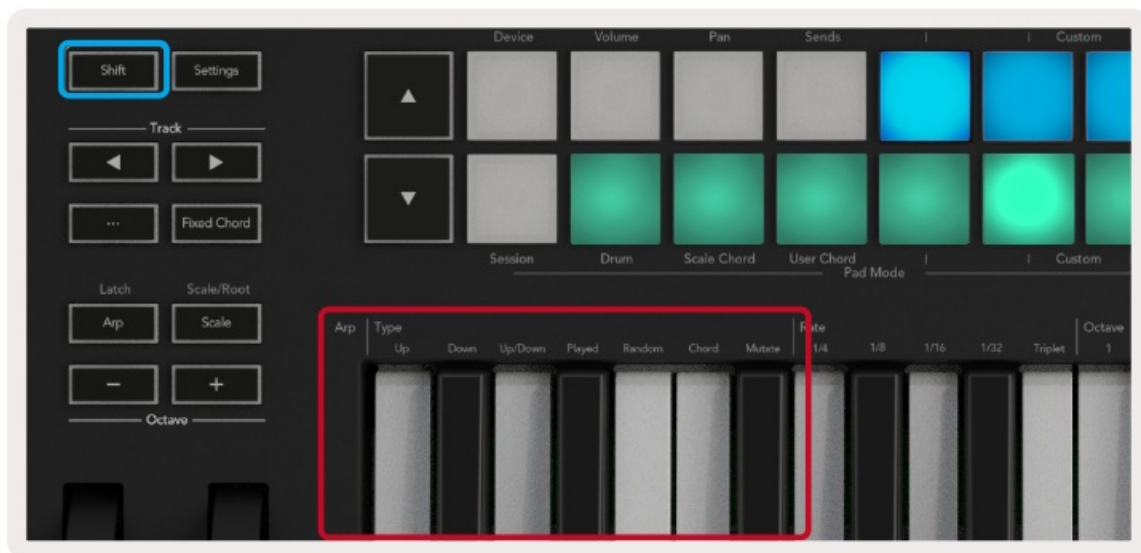 Device Volume Pan Sends | | Custom
Shift Settings
▲
Track
◀ ▶
▼
... Fixed Chord
Session Drum Scale Chord User Chord | | Custom
Pad Mode
Latch Scale/Root
Arp Scale
Arp Type Rate Octave
Up Down Up/Down Played Random Chord Mutate 1/4 1/8 1/16 1/32 Triplet 1
− +
Octave